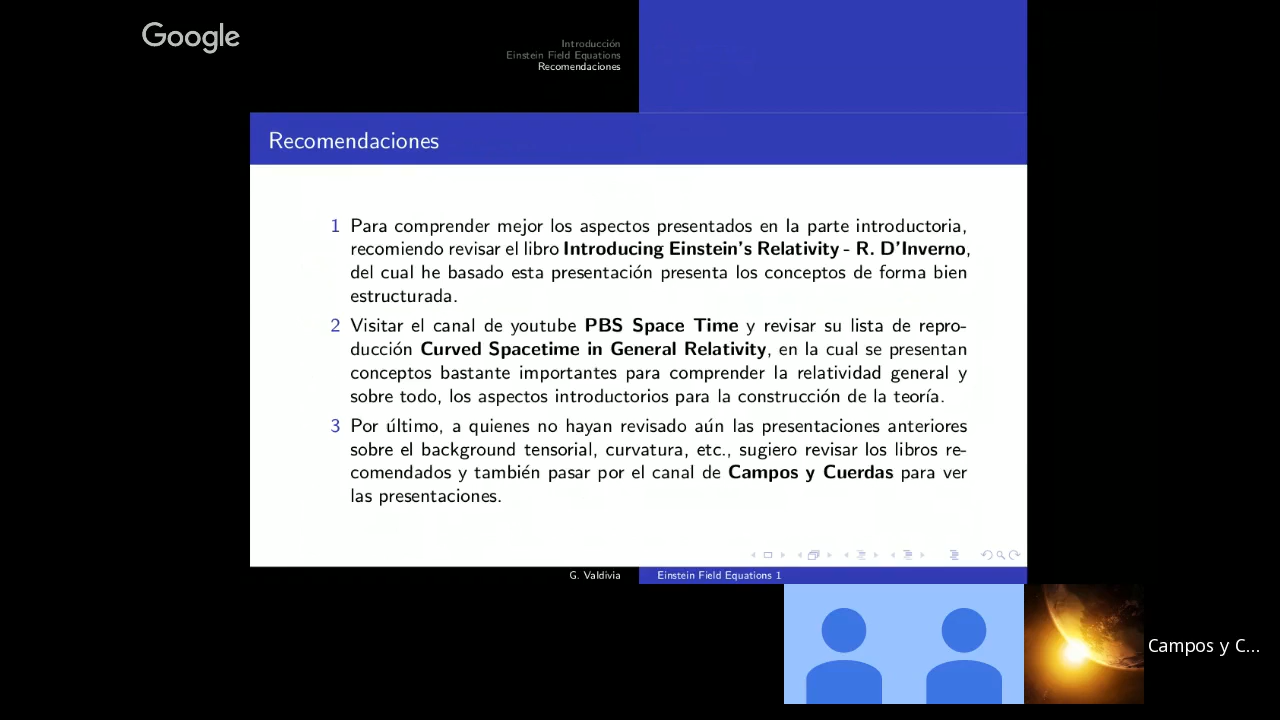 Google
Introducción
Einstein Field Equations
Recomendaciones
Recomendaciones
1 Para comprender mejor los aspectos presentados en la parte introductoria,
recomiendo revisar el libro Introducing Einstein's Relativity - R. D'Inverno,
del cual he basado esta presentación presenta los conceptos de forma bien
estructurada.
2 Visitar el canal de youtube PBS Space Time y revisar su lista de repro-
ducción Curved Spacetime in General Relativity, en la cual se presentan
conceptos bastante importantes para comprender la relatividad general y
sobre todo, los aspectos introductorios para la construcción de la teoría.
3 Por último, a quienes no hayan revisado aún las presentaciones anteriores
sobre el background tensorial, curvatura, etc., sugiero revisar los libros re-
comendados y también pasar por el canal de Campos y Cuerdas para ver
las presentaciones.
G. Valdivia
Einstein Field Equations 1
Campos y C...